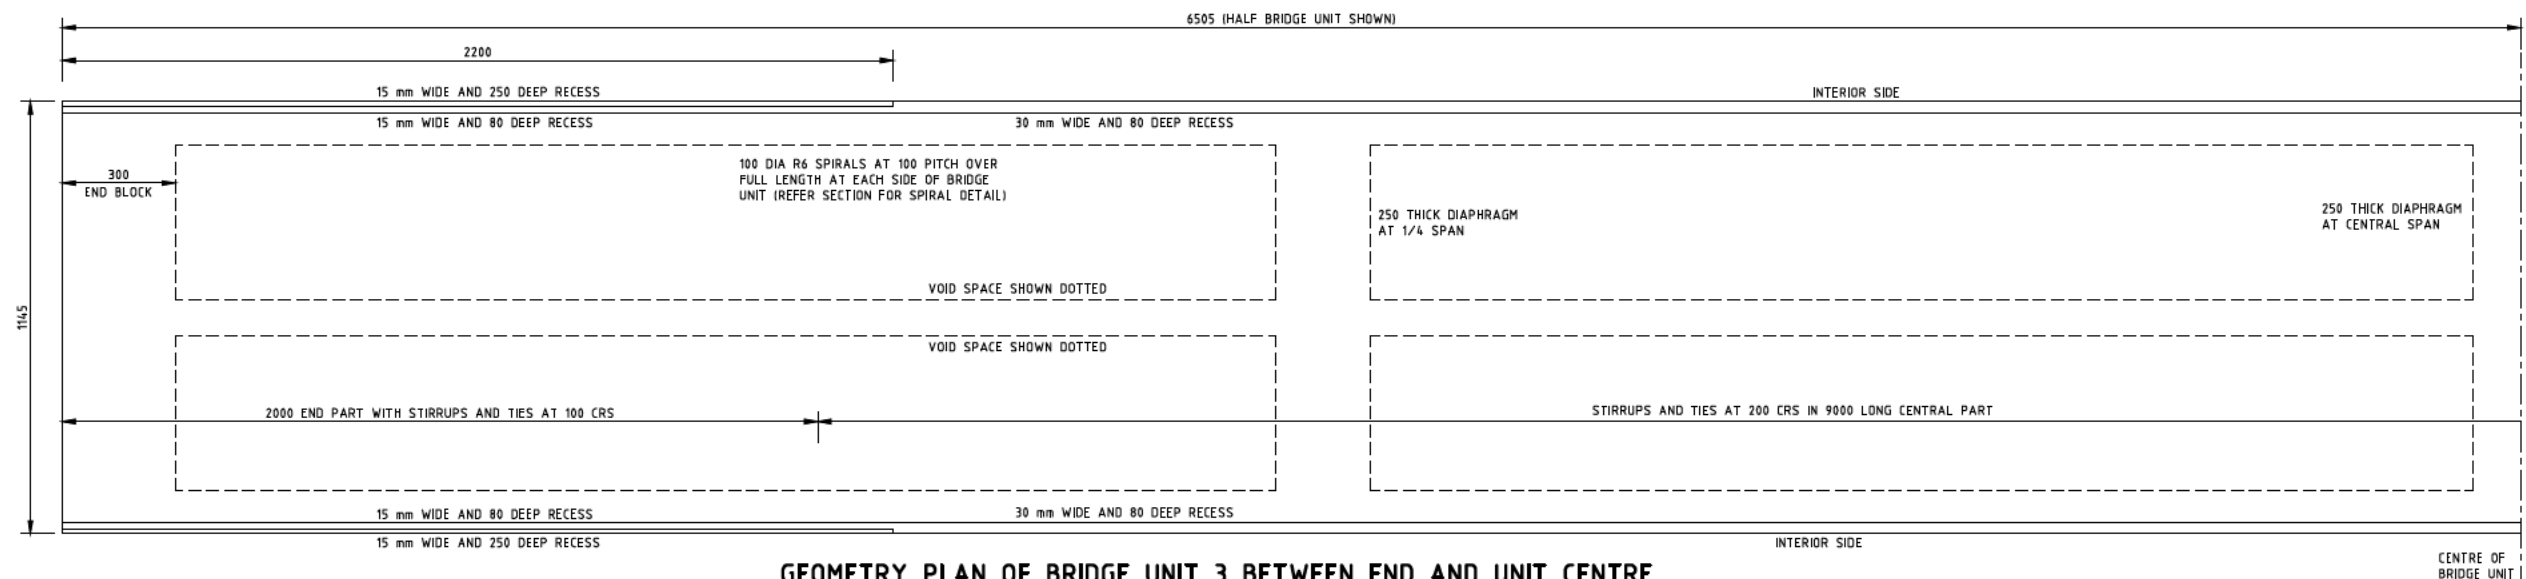 6505 (HALF BRIDGE UNIT SHOWN)
2200
15 mm WIDE AND 250 DEEP RECESS
INTERIOR SIDE
15 mm WIDE AND 80 DEEP RECESS
30 mm WIDE AND 80 DEEP RECESS
300
END BLOCK
100 DIA R6 SPIRALS AT 100 PITCH OVER
FULL LENGTH AT EACH SIDE OF BRIDGE
UNIT (REFER SECTION FOR SPIRAL DETAIL)
250 THICK DIAPHRAGM
AT 1/4 SPAN
250 THICK DIAPHRAGM
AT CENTRAL SPAN
VOID SPACE SHOWN DOTTED
1145
VOID SPACE SHOWN DOTTED
2000 END PART WITH STIRRUPS AND TIES AT 100 CRS
STIRRUPS AND TIES AT 200 CRS IN 9000 LONG CENTRAL PART
15 mm WIDE AND 80 DEEP RECESS
30 mm WIDE AND 80 DEEP RECESS
15 mm WIDE AND 250 DEEP RECESS
INTERIOR SIDE
GEOMETRY PLAN OF BRIDGE UNIT 3 BETWEEN END AND UNIT CENTRE
CENTRE OF
BRIDGE UNIT